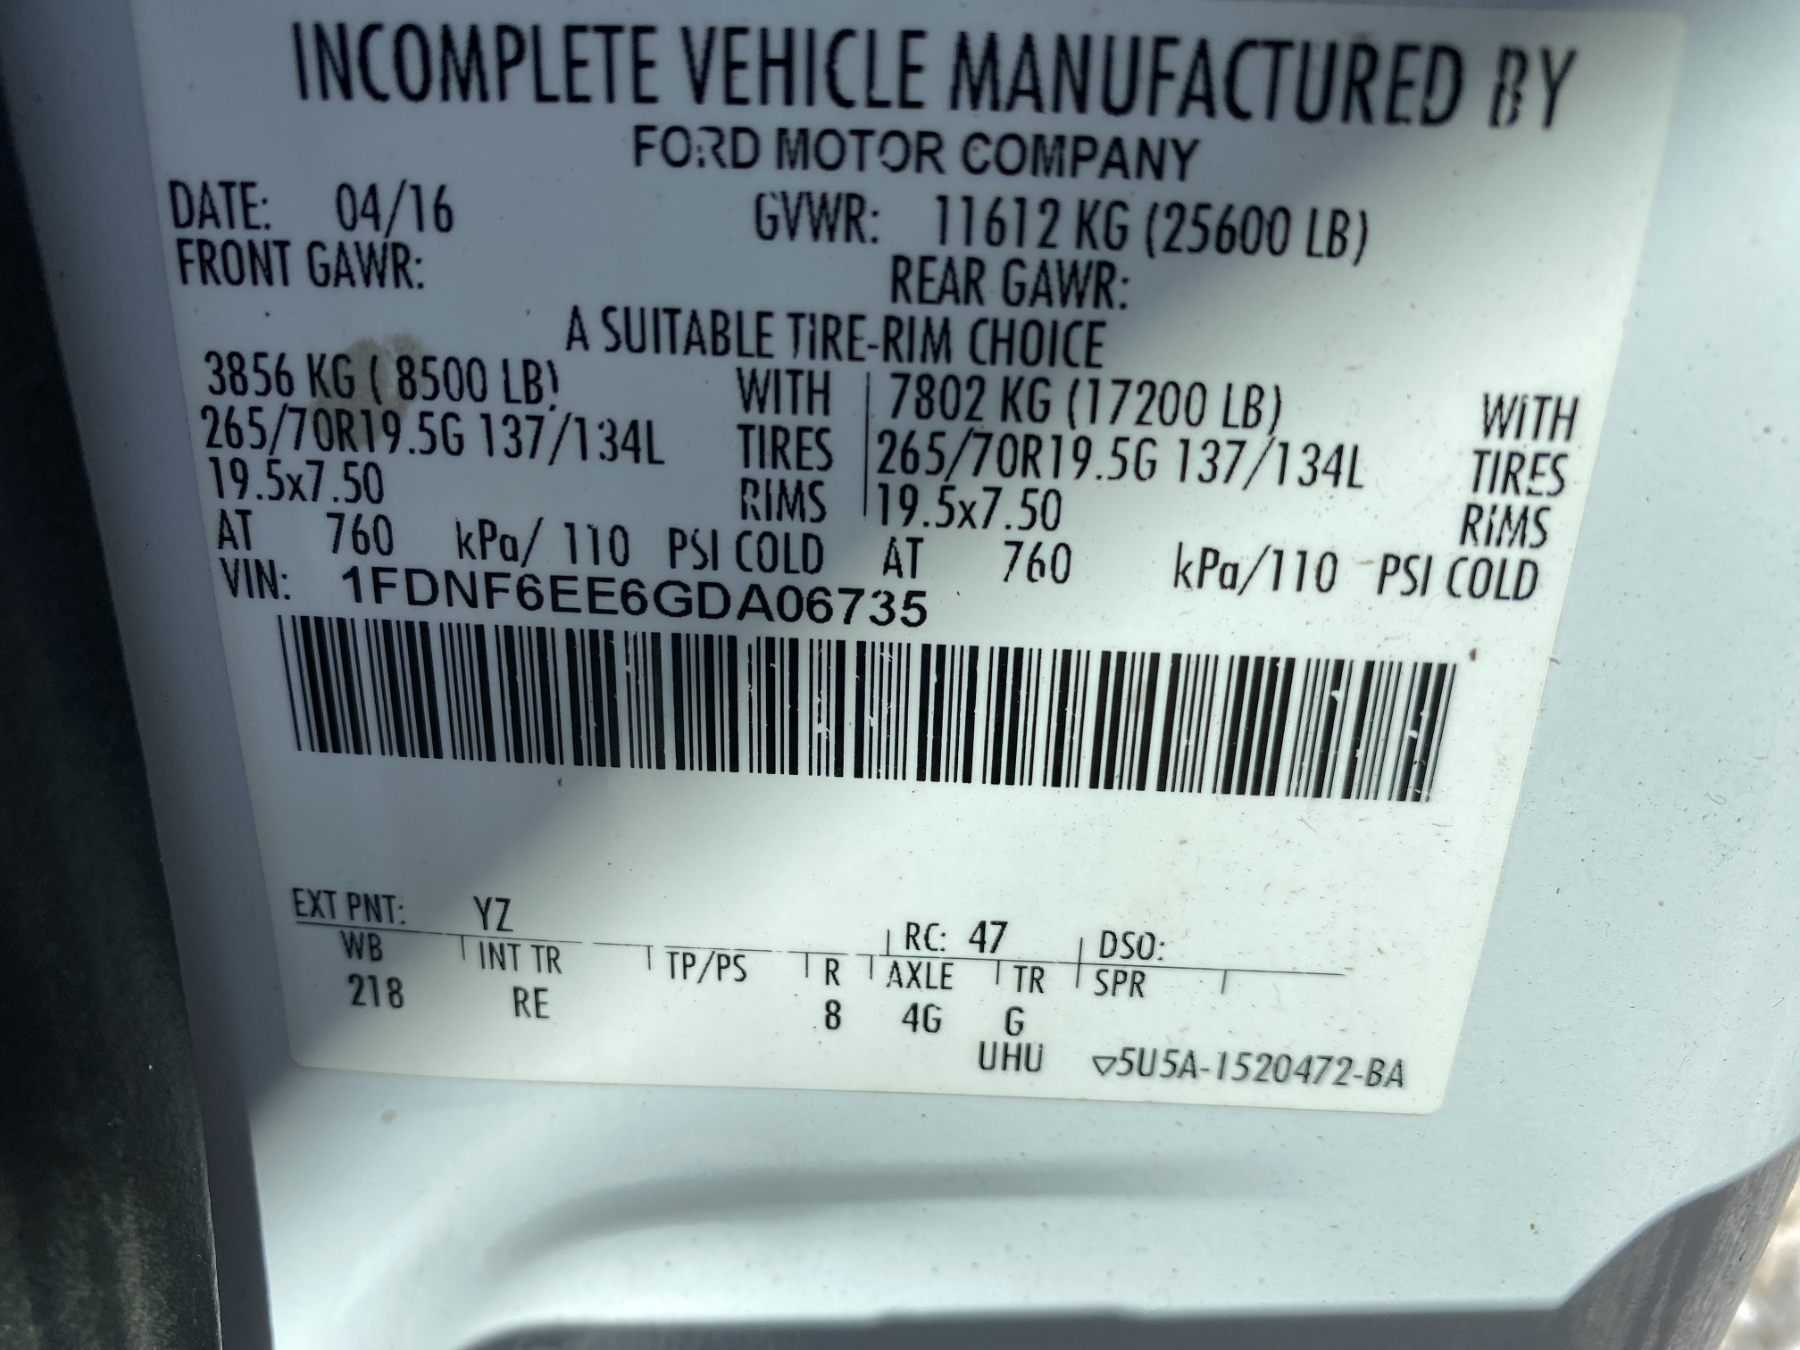 INCOMPLETE VEHICLE MANUFACTURED BY
FORD MOTOR COMPANY
DATE: 04/16 GVWR: 11612 KG (25600 LB)
FRONT GAWR: REAR GAWR:
A SUITABLE TIRE-RIM CHOICE
3856 KG ( 8500 LB) WITH 7802 KG (17200 LB) WITH
265/70R19.5G 137/134L TIRES 265/70R19.5G 137/134L TIRES
19.5x7.50 RIMS 19.5x7.50 RIMS
AT 760 kPa/ 110 PSI COLD AT 760 kPa/110 PSI COLD
VIN: 1FDNF6EE6GDA06735
EXT PNT: YZ RC: 47 DSO:
WB INT TR TP/PS R AXLE TR SPR
218 RE 8 4G G
UHU ▽5U5A-1520472-BA